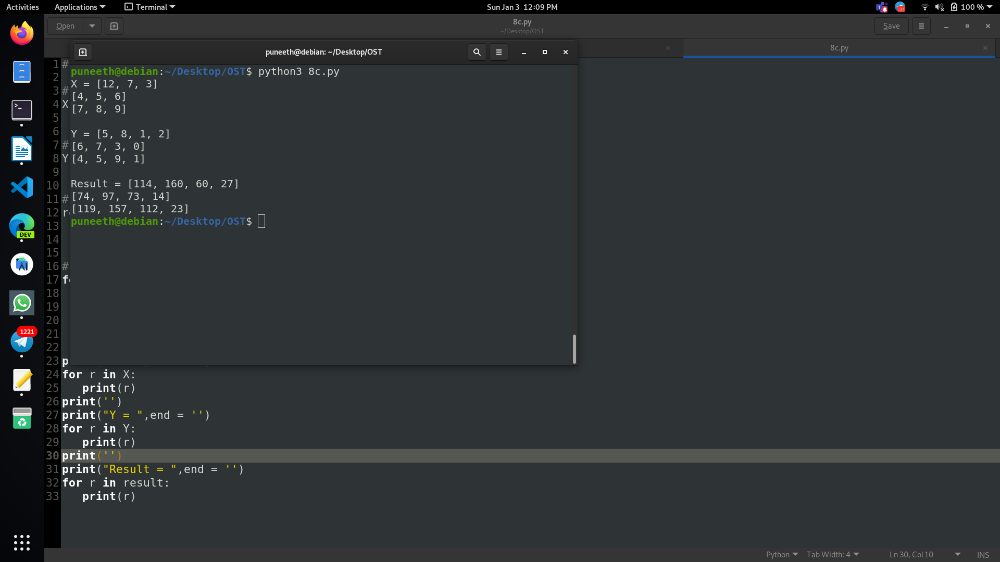 Activities Applications Terminal Sun Jan 3 12:09 PM 100 %
Open 8c.py Save
~/Desktop/OST
8c.py
puneeth@debian: ~/Desktop/OST
puneeth@debian:~/Desktop/OST$ python3 8c.py
X = [12, 7, 3]
[4, 5, 6]
[7, 8, 9]
Y = [5, 8, 1, 2]
[6, 7, 3, 0]
[4, 5, 9, 1]
Result = [114, 160, 60, 27]
[74, 97, 73, 14]
[119, 157, 112, 23]
puneeth@debian:~/Desktop/OST$
1 #
2
3 #
4 X
5
6
7 #
8 Y
9
10
11 #
12
13
14
15
16 #
17
18
19
20
21
22
23 p
24 for r in X:
25 print(r)
26 print('')
27 print("Y = ",end = '')
28 for r in Y:
29 print(r)
30 print('')
31 print("Result = ",end = '')
32 for r in result:
33 print(r)
DEV
1221
Python Tab Width: 4 Ln 30, Col 10 INS